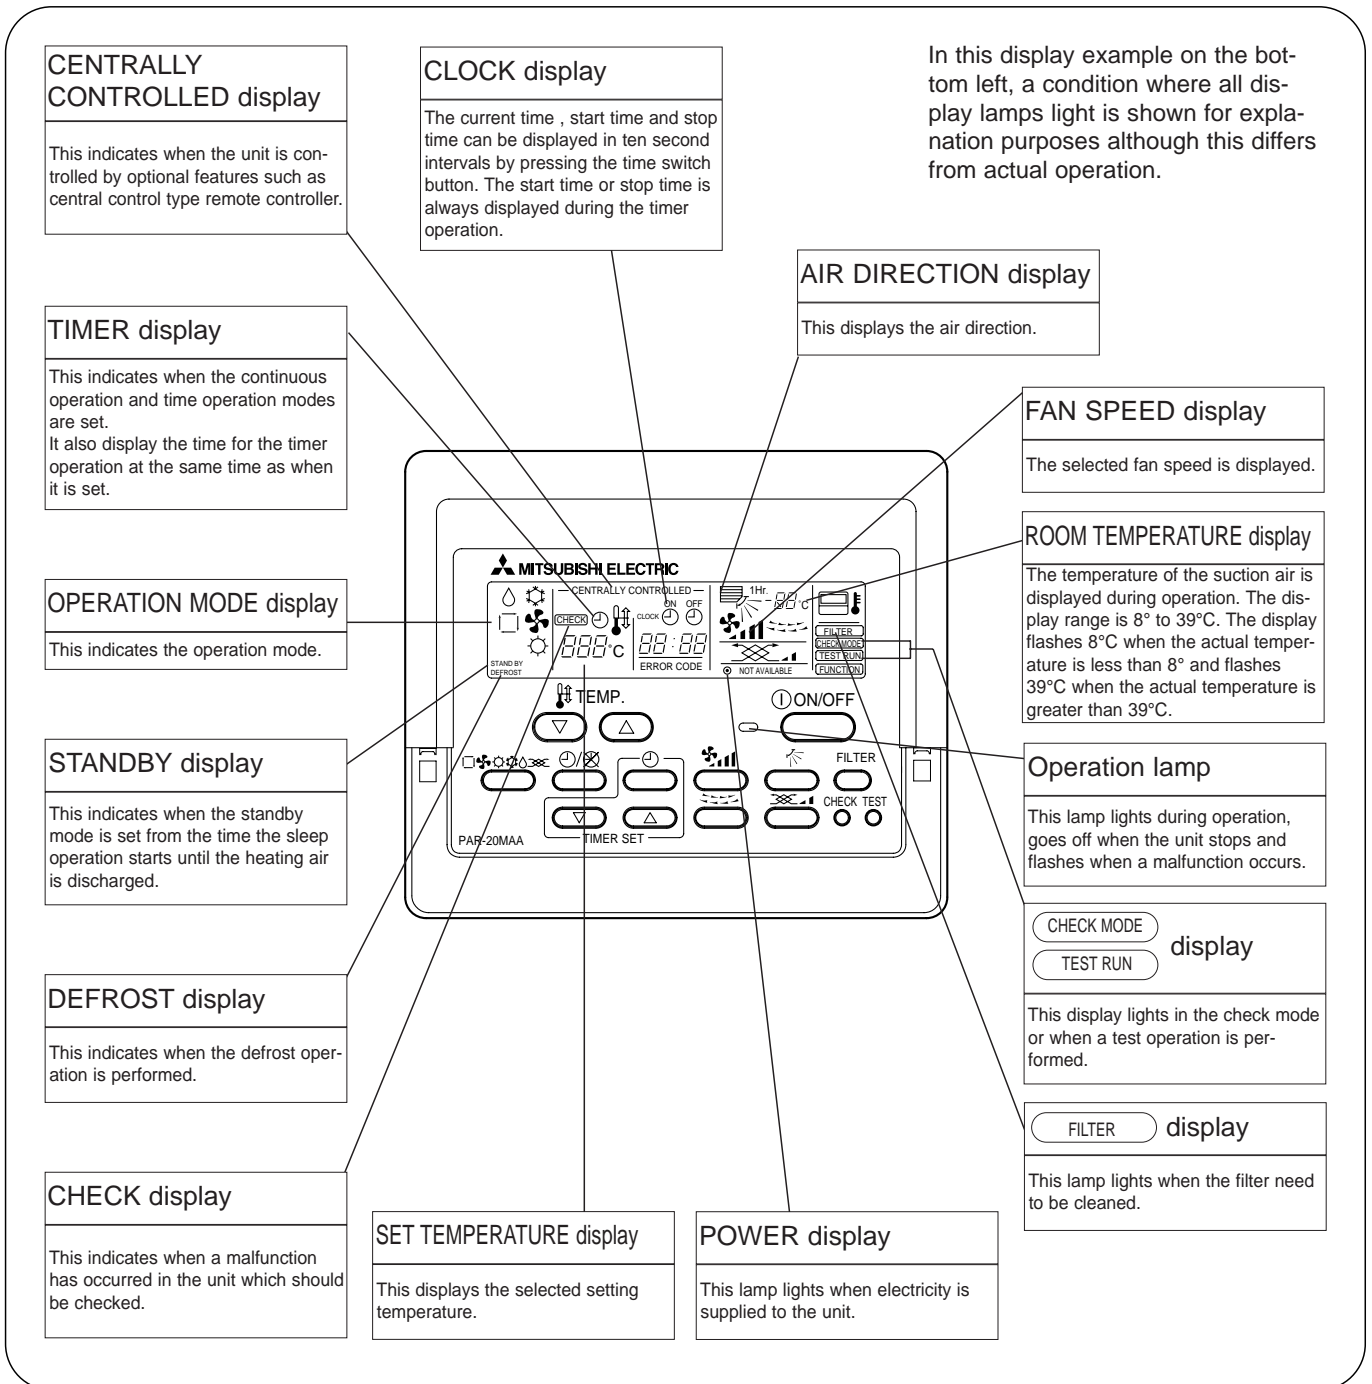 CENTRALLY
CONTROLLED display
This indicates when the unit is con-
trolled by optional features such as
central control type remote controller.
CLOCK display
The current time , start time and stop
time can be displayed in ten second
intervals by pressing the time switch
button. The start time or stop time is
always displayed during the timer
operation.
In this display example on the bot-
tom left, a condition where all dis-
play lamps light is shown for expla-
nation purposes although this differs
from actual operation.
AIR DIRECTION display
This displays the air direction.
TIMER display
This indicates when the continuous
operation and time operation modes
are set.
It also display the time for the timer
operation at the same time as when
it is set.
FAN SPEED display
The selected fan speed is displayed.
ROOM TEMPERATURE display
The temperature of the suction air is
displayed during operation. The dis-
play range is 8° to 39°C. The display
flashes 8°C when the actual temper-
ature is less than 8° and flashes
39°C when the actual temperature is
greater than 39°C.
OPERATION MODE display
This indicates the operation mode.
MITSUBISHI ELECTRIC
CENTRALLY CONTROLLED
1Hr.
ON OFF
CLOCK
CHECK
888°C
88:88
ERROR CODE
-88°C
FILTER
CHECK MODE
TEST RUN
FUNCTION
STAND BY
DEFROST
NOT AVAILABLE
TEMP.
ON/OFF
FILTER
CHECK TEST
PAR-20MAA
TIMER SET
STANDBY display
This indicates when the standby
mode is set from the time the sleep
operation starts until the heating air
is discharged.
Operation lamp
This lamp lights during operation,
goes off when the unit stops and
flashes when a malfunction occurs.
CHECK MODE
TEST RUN
display
This display lights in the check mode
or when a test operation is per-
formed.
DEFROST display
This indicates when the defrost oper-
ation is performed.
FILTER display
This lamp lights when the filter need
to be cleaned.
CHECK display
This indicates when a malfunction
has occurred in the unit which should
be checked.
SET TEMPERATURE display
This displays the selected setting
temperature.
POWER display
This lamp lights when electricity is
supplied to the unit.